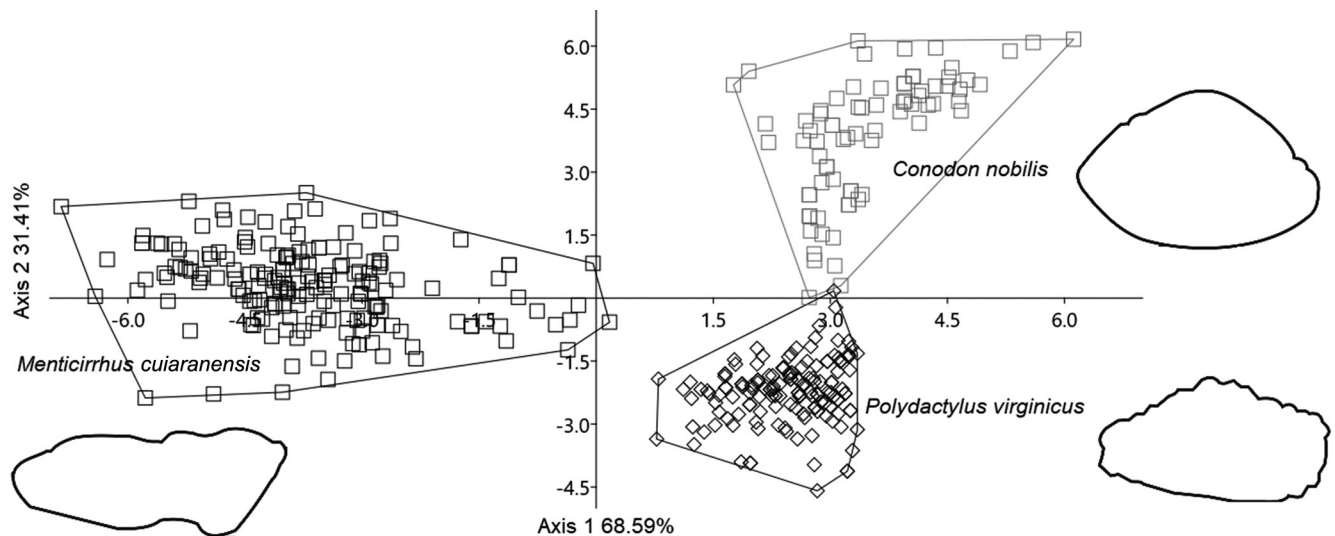 6.0
4.5
3.0
Conodon nobilis
Axis 2 31.41%
1.5
-6.0 -4.5 -3.0 -1.5 1.5 3.0 4.5 6.0
-1.5
Menticirrhus cuiaranensis
Polydactylus virginicus
-3.0
-4.5
Axis 1 68.59%